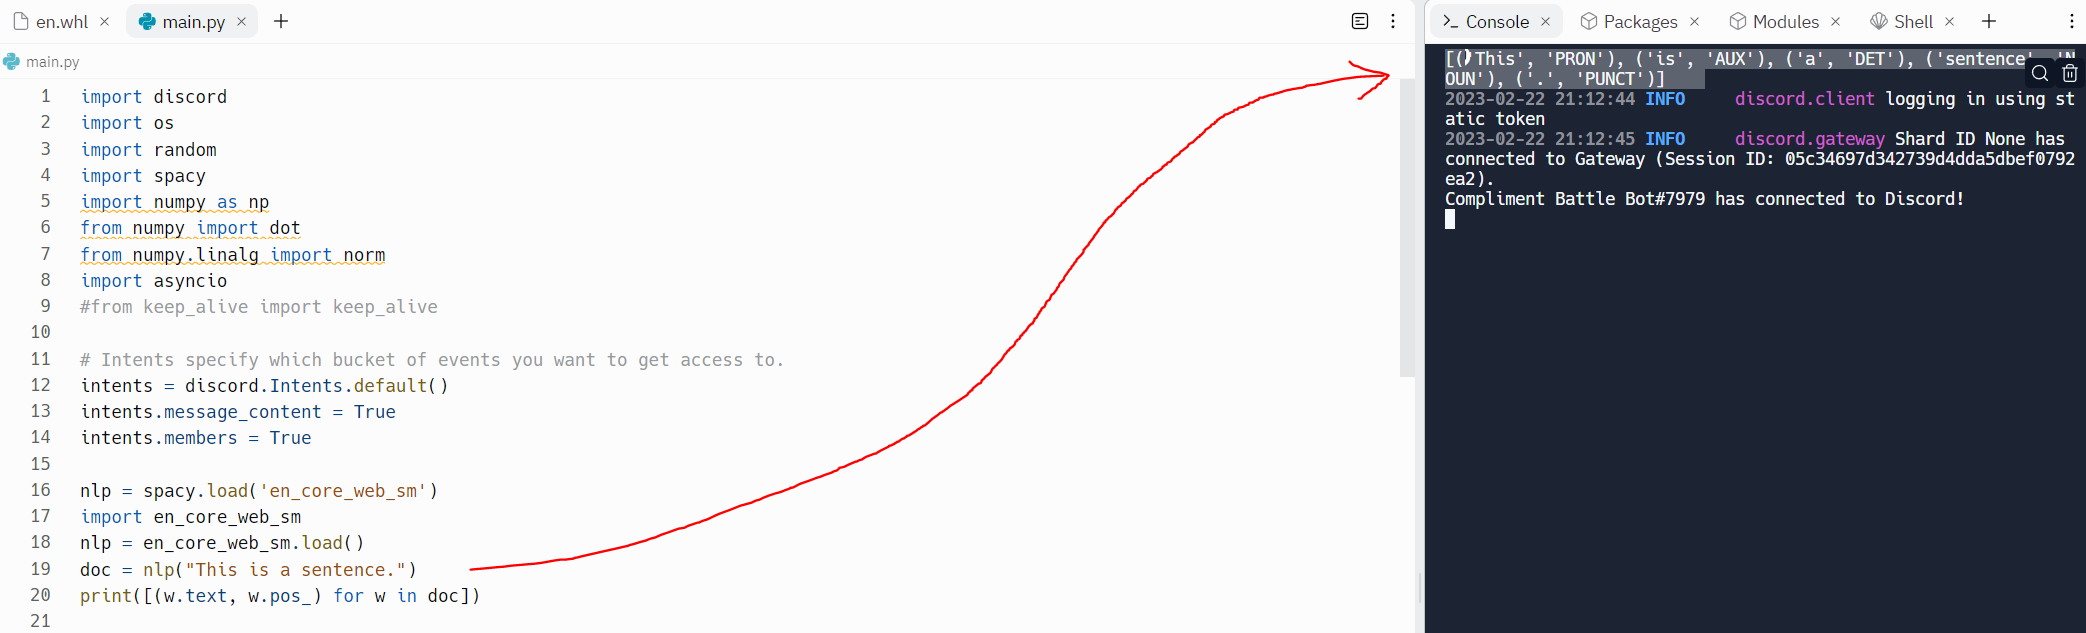 en.whl × main.py × +
main.py
1 import discord
2 import os
3 import random
4 import spacy
5 import numpy as np
6 from numpy import dot
7 from numpy.linalg import norm
8 import asyncio
9 #from keep_alive import keep_alive
10
11 # Intents specify which bucket of events you want to get access to.
12 intents = discord.Intents.default()
13 intents.message_content = True
14 intents.members = True
15
16 nlp = spacy.load('en_core_web_sm')
17 import en_core_web_sm
18 nlp = en_core_web_sm.load()
19 doc = nlp("This is a sentence.")
20 print([(w.text, w.pos_) for w in doc])
21
Console × Packages × Modules × Shell × +
[('This', 'PRON'), ('is', 'AUX'), ('a', 'DET'), ('sentence', 'N
OUN'), ('.', 'PUNCT')]
2023-02-22 21:12:44 INFO     discord.client logging in using st
atic token
2023-02-22 21:12:45 INFO     discord.gateway Shard ID None has
connected to Gateway (Session ID: 05c34697d342739d4dda5dbef0792
ea2).
Compliment Battle Bot#7979 has connected to Discord!